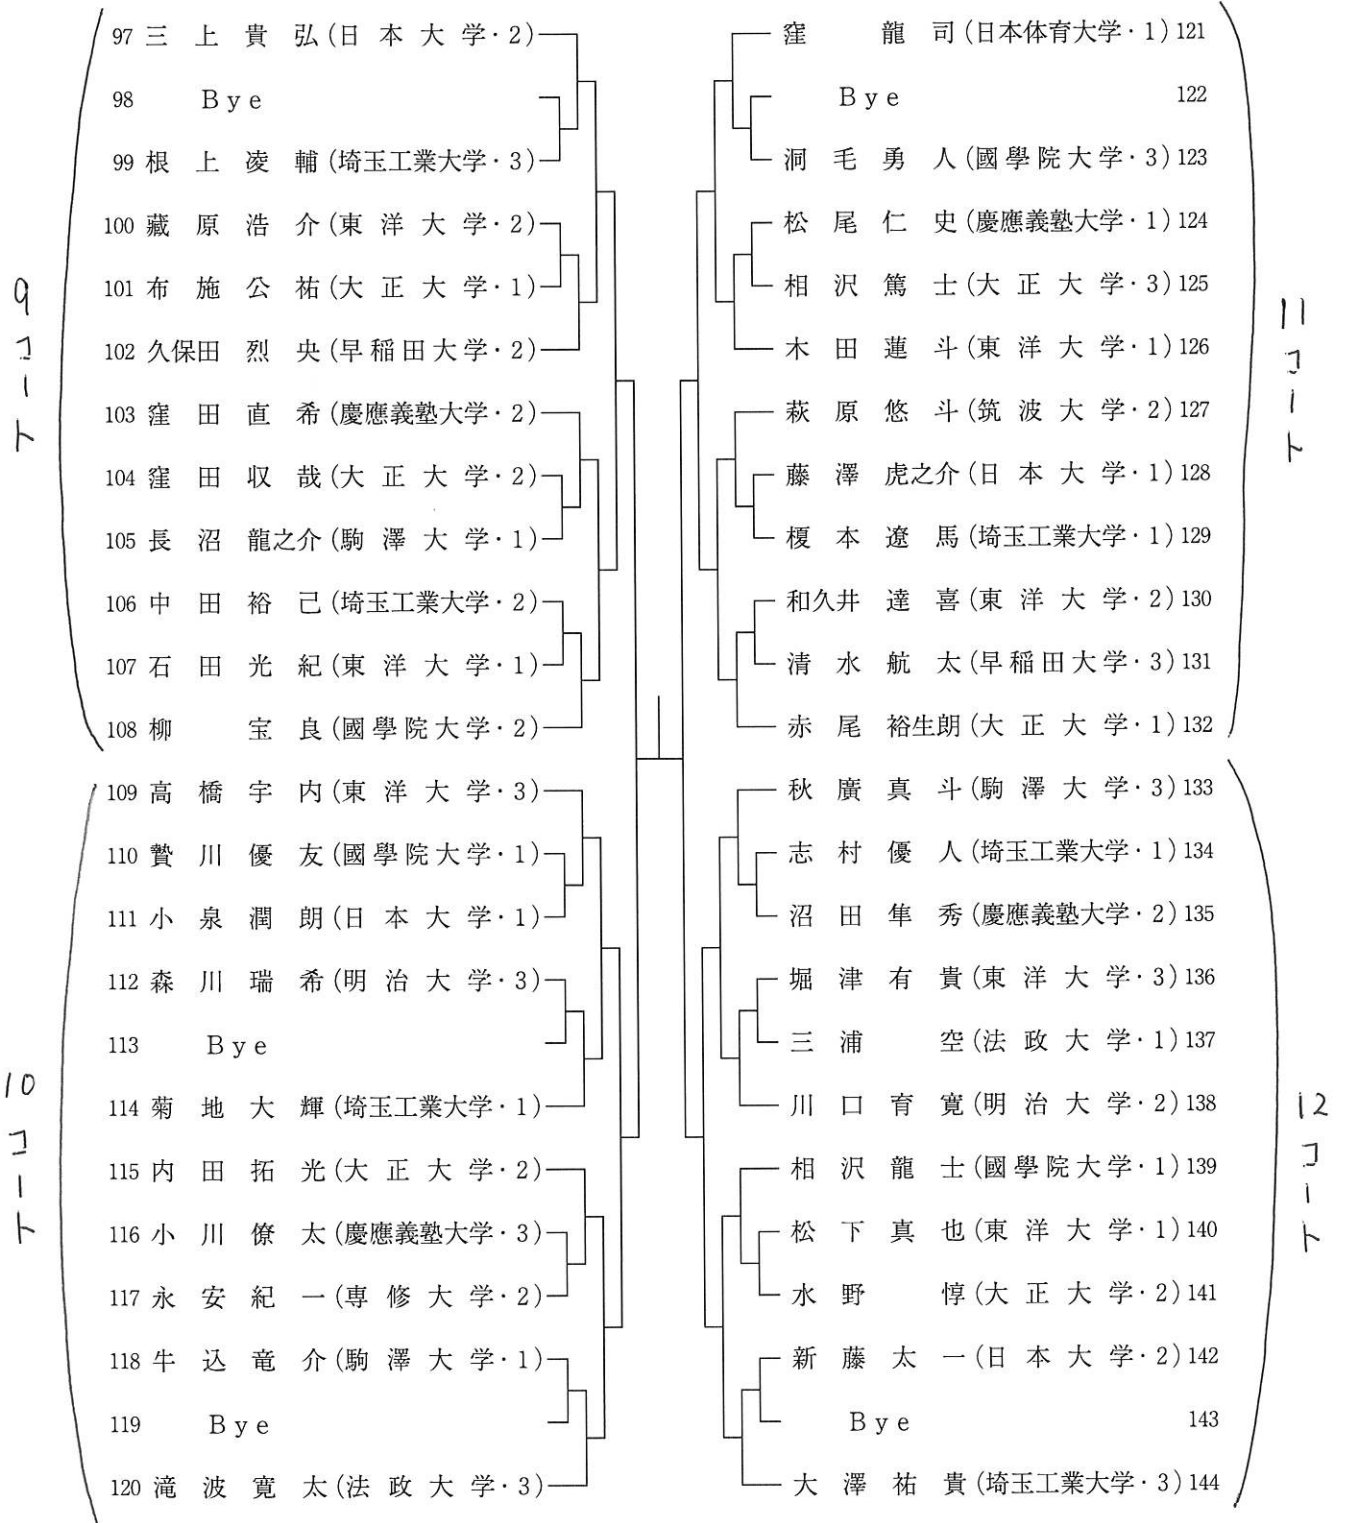 9コート
97 三上貴弘(日本大学・2)
98 Bye
99 根上凌輔(埼玉工業大学・3)
100 藏原浩介(東洋大学・2)
101 布施公祐(大正大学・1)
102 久保田烈央(早稲田大学・2)
103 窪田直希(慶應義塾大学・2)
104 窪田収哉(大正大学・2)
105 長沼龍之介(駒澤大学・1)
106 中田裕己(埼玉工業大学・2)
107 石田光紀(東洋大学・1)
108 柳宝良(國學院大学・2)
10コート
109 高橋宇内(東洋大学・3)
110 贄川優友(國學院大学・1)
111 小泉潤朗(日本大学・1)
112 森川瑞希(明治大学・3)
113 Bye
114 菊地大輝(埼玉工業大学・1)
115 内田拓光(大正大学・2)
116 小川僚太(慶應義塾大学・3)
117 永安紀一(専修大学・2)
118 牛込竜介(駒澤大学・1)
119 Bye
120 滝波寛太(法政大学・3)
窪龍司(日本体育大学・1)121
Bye 122
洞毛勇人(國學院大学・3)123
松尾仁史(慶應義塾大学・1)124
相沢篤士(大正大学・3)125
木田蓮斗(東洋大学・1)126
萩原悠斗(筑波大学・2)127
藤澤虎之介(日本大学・1)128
榎本遼馬(埼玉工業大学・1)129
和久井達喜(東洋大学・2)130
清水航太(早稲田大学・3)131
赤尾裕生朗(大正大学・1)132
11コート
秋廣真斗(駒澤大学・3)133
志村優人(埼玉工業大学・1)134
沼田隼秀(慶應義塾大学・2)135
堀津有貴(東洋大学・3)136
三浦空(法政大学・1)137
川口育寛(明治大学・2)138
相沢龍士(國學院大学・1)139
松下真也(東洋大学・1)140
水野惇(大正大学・2)141
新藤太一(日本大学・2)142
Bye 143
大澤祐貴(埼玉工業大学・3)144
12コート